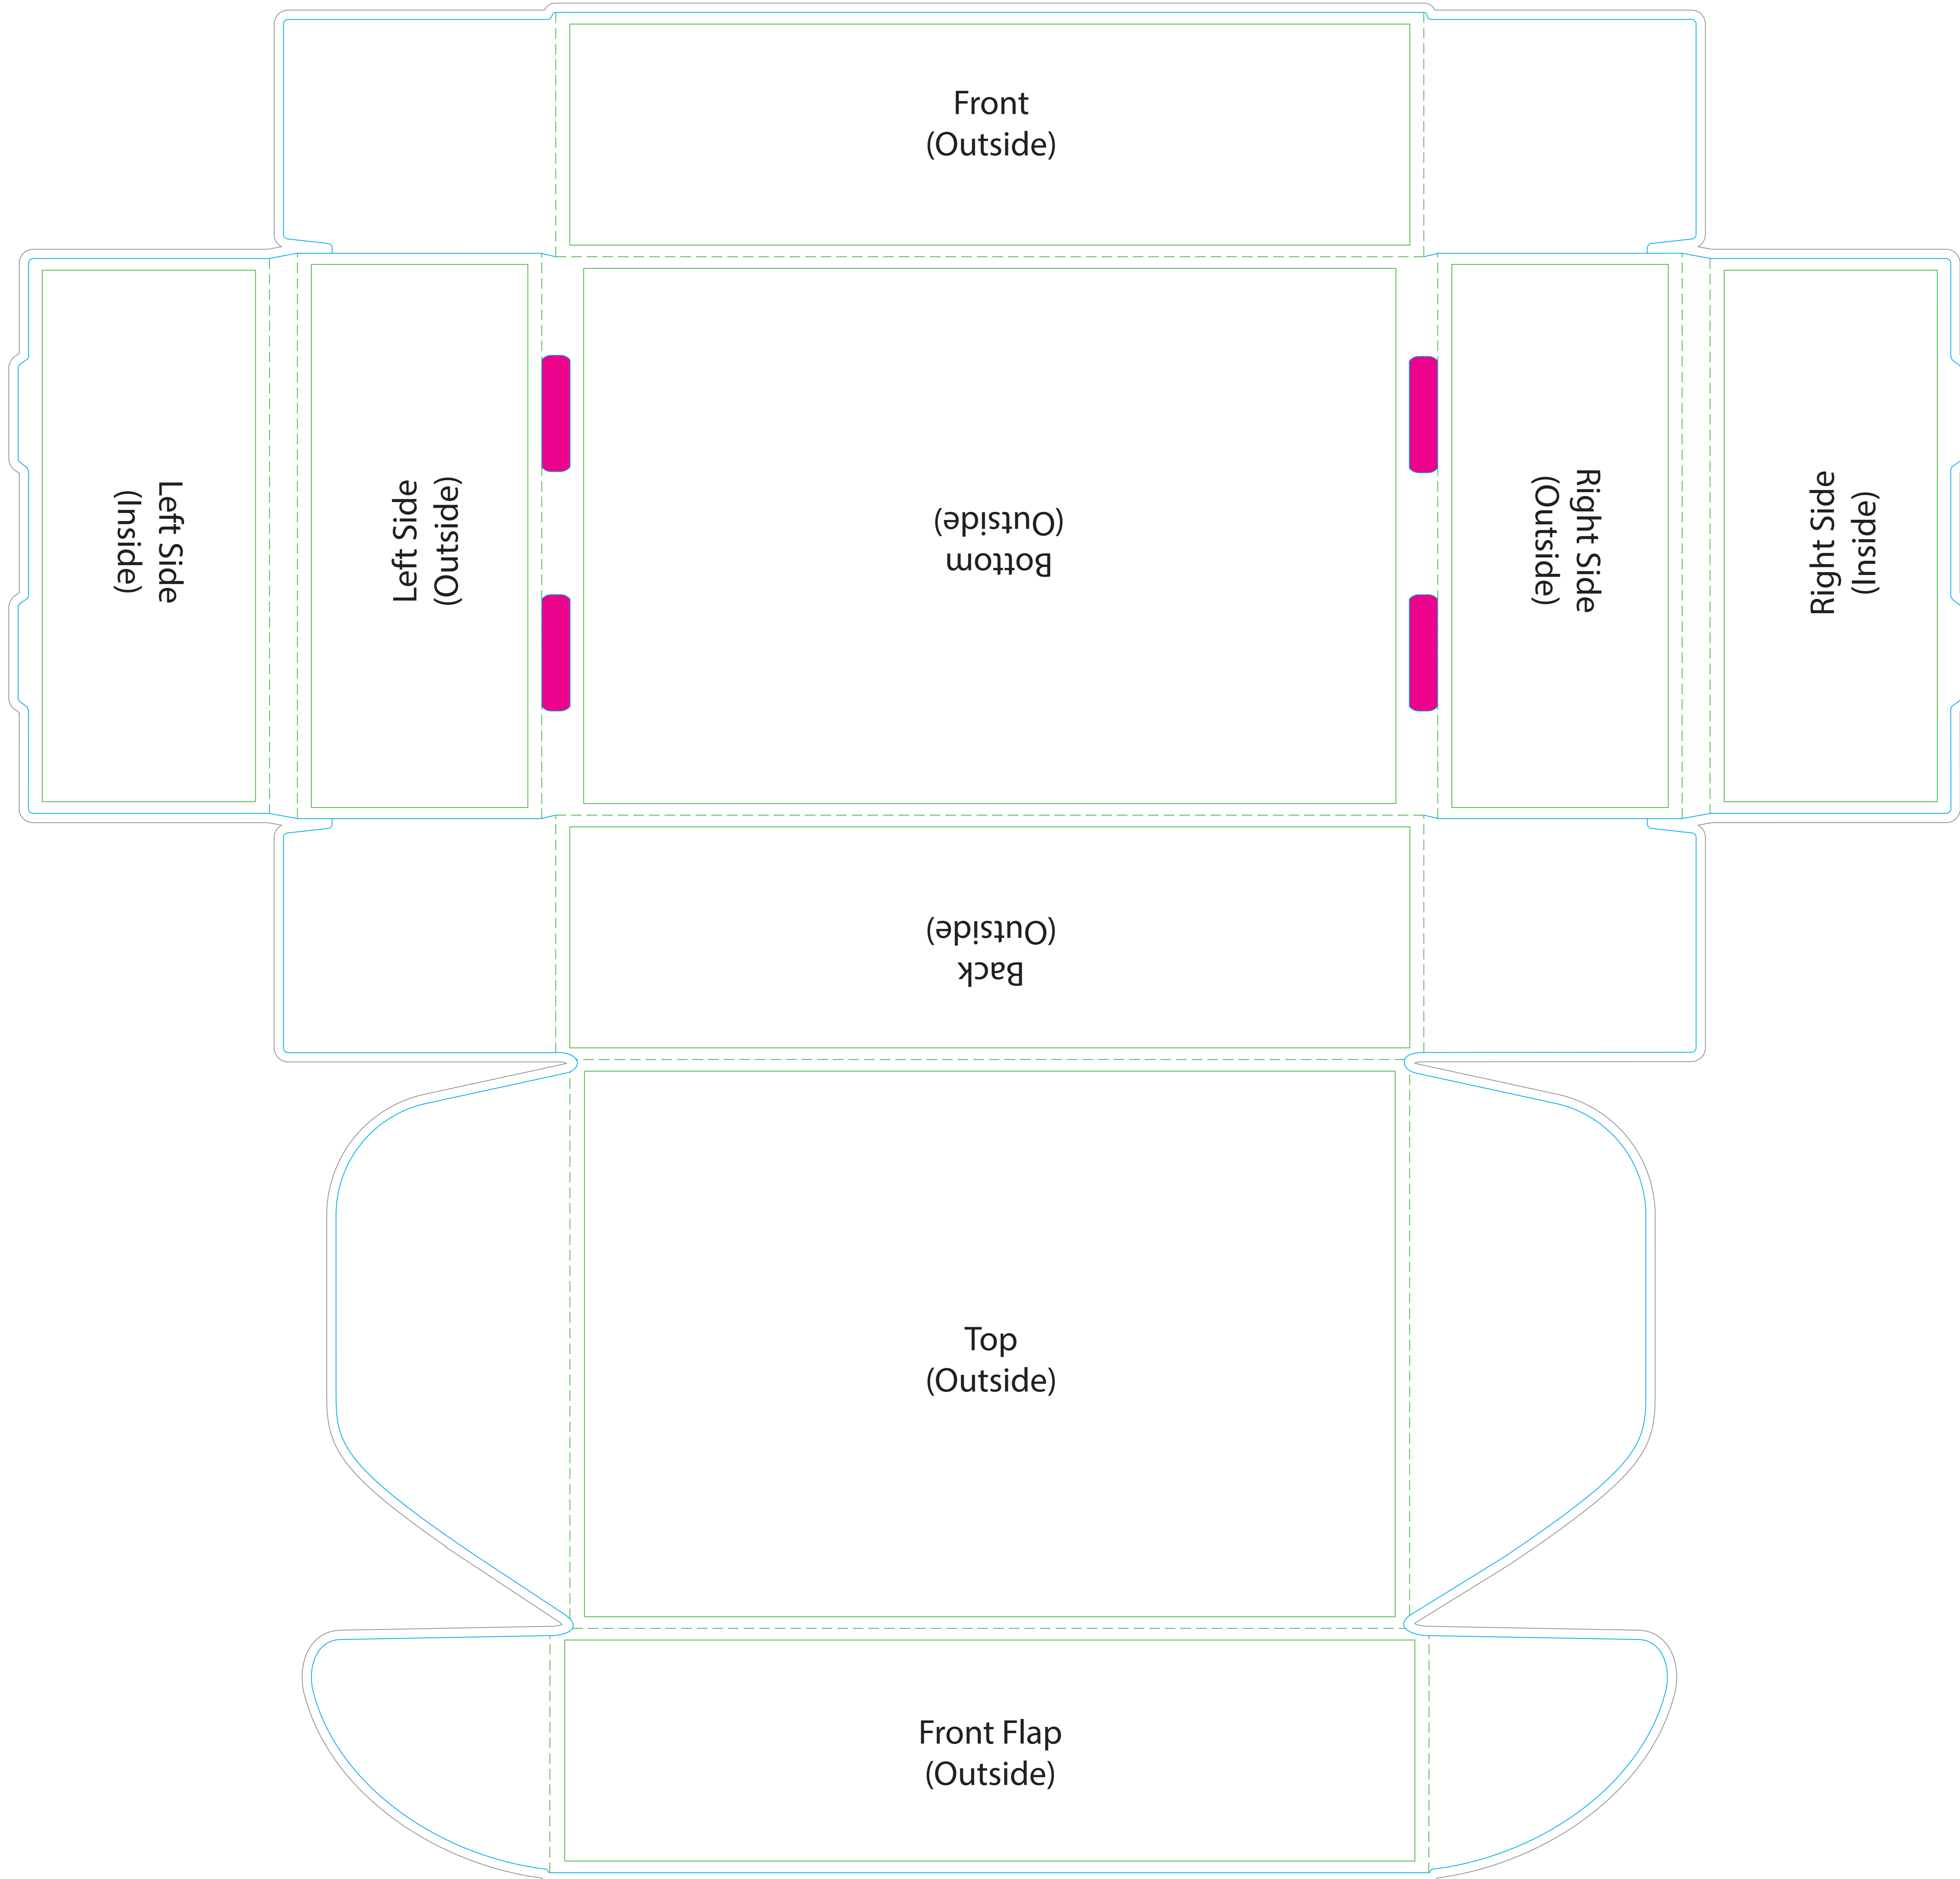 Front
(Outside)
Left Side
(Inside)
Left Side
(Outside)
Bottom
(Outside)
Right Side
(Outside)
Right Side
(Inside)
Back
(Outside)
Top
(Outside)
Front Flap
(Outside)